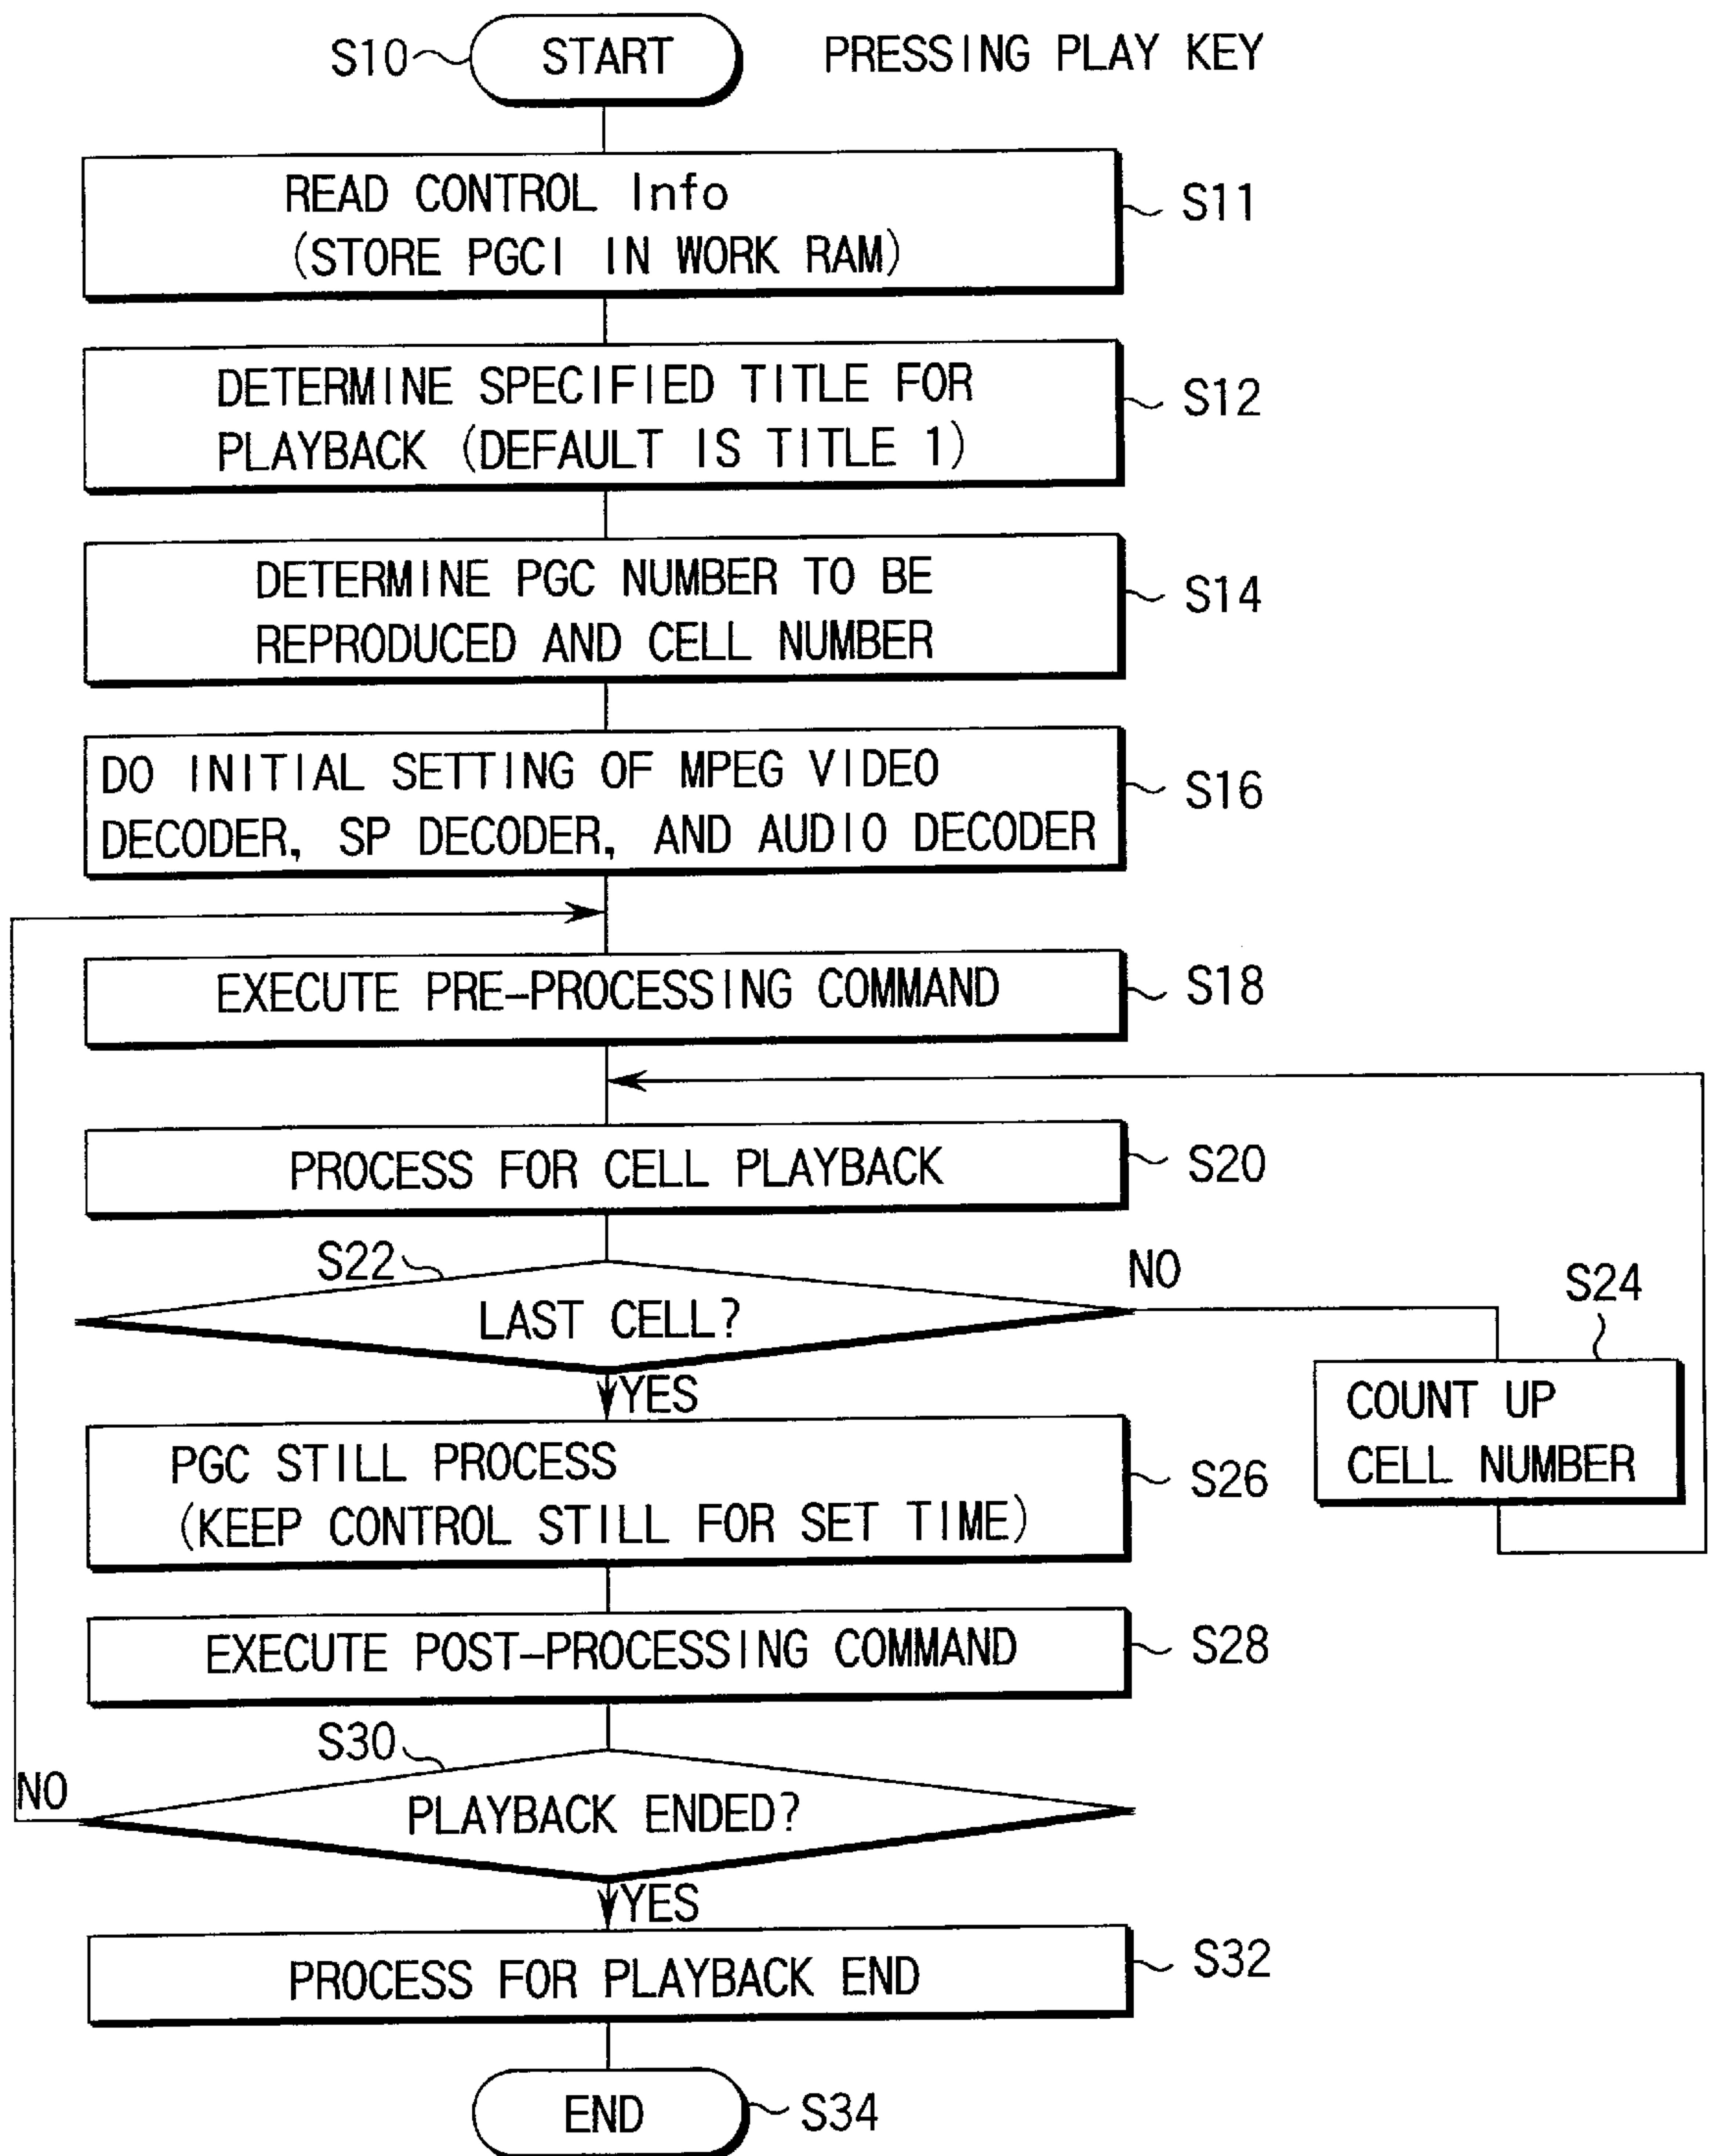 S10
START
PRESSING PLAY KEY
READ CONTROL Info
(STORE PGCI IN WORK RAM)
S11
DETERMINE SPECIFIED TITLE FOR
PLAYBACK (DEFAULT IS TITLE 1)
S12
DETERMINE PGC NUMBER TO BE
REPRODUCED AND CELL NUMBER
S14
DO INITIAL SETTING OF MPEG VIDEO
DECODER, SP DECODER, AND AUDIO DECODER
S16
EXECUTE PRE-PROCESSING COMMAND
S18
PROCESS FOR CELL PLAYBACK
S20
S22
LAST CELL?
NO
S24
COUNT UP
CELL NUMBER
YES
PGC STILL PROCESS
(KEEP CONTROL STILL FOR SET TIME)
S26
EXECUTE POST-PROCESSING COMMAND
S28
S30
NO
PLAYBACK ENDED?
YES
PROCESS FOR PLAYBACK END
S32
END
S34